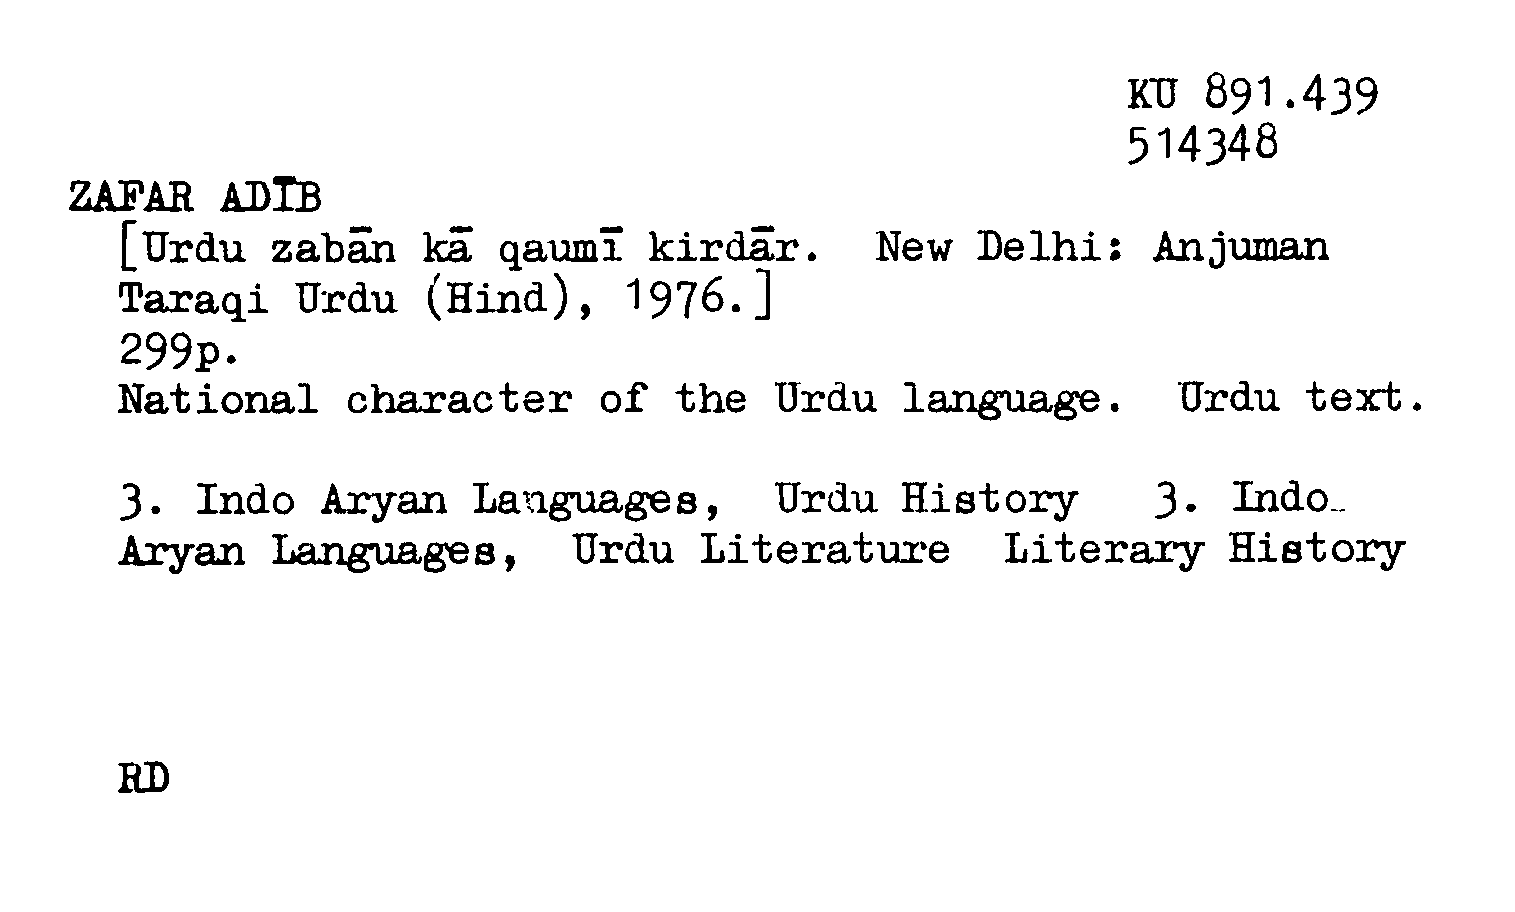 KU 891.439
514348
ZAFAR ADĪB
[Urdu zabān kā qaumī kirdār.  New Delhi: Anjuman
Taraqi Urdu (Hind), 1976.]
299p.
National character of the Urdu language.  Urdu text.
3. Indo Aryan Languages,  Urdu History   3. Indo-
Aryan Languages,  Urdu Literature  Literary History
RD